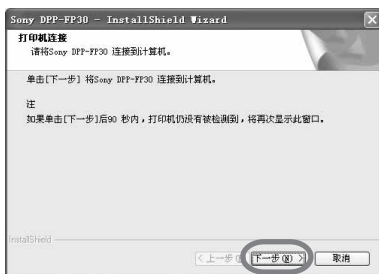 Sony DPP-FP30 - InstallShield Wizard
打印机连接
请将Sony DPP-FP30 连接到计算机。
单击[下一步] 将Sony DPP-FP30 连接到计算机。
注
如果单击[下一步]后90 秒内，打印机仍没有被检测到，将再次显示此窗口。
InstallShield
<上一步(B) 下一步(N) > 取消